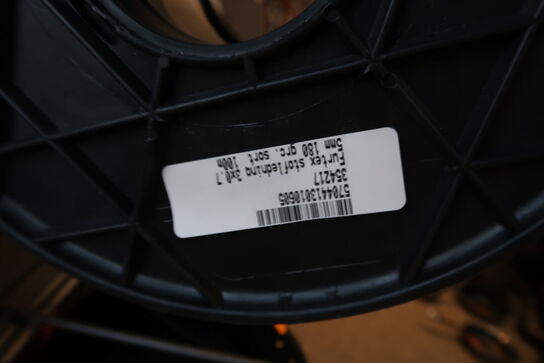 Furtex stofledning 3x0.7
5mm 180 grc. sort 100m
354217
5704413010605